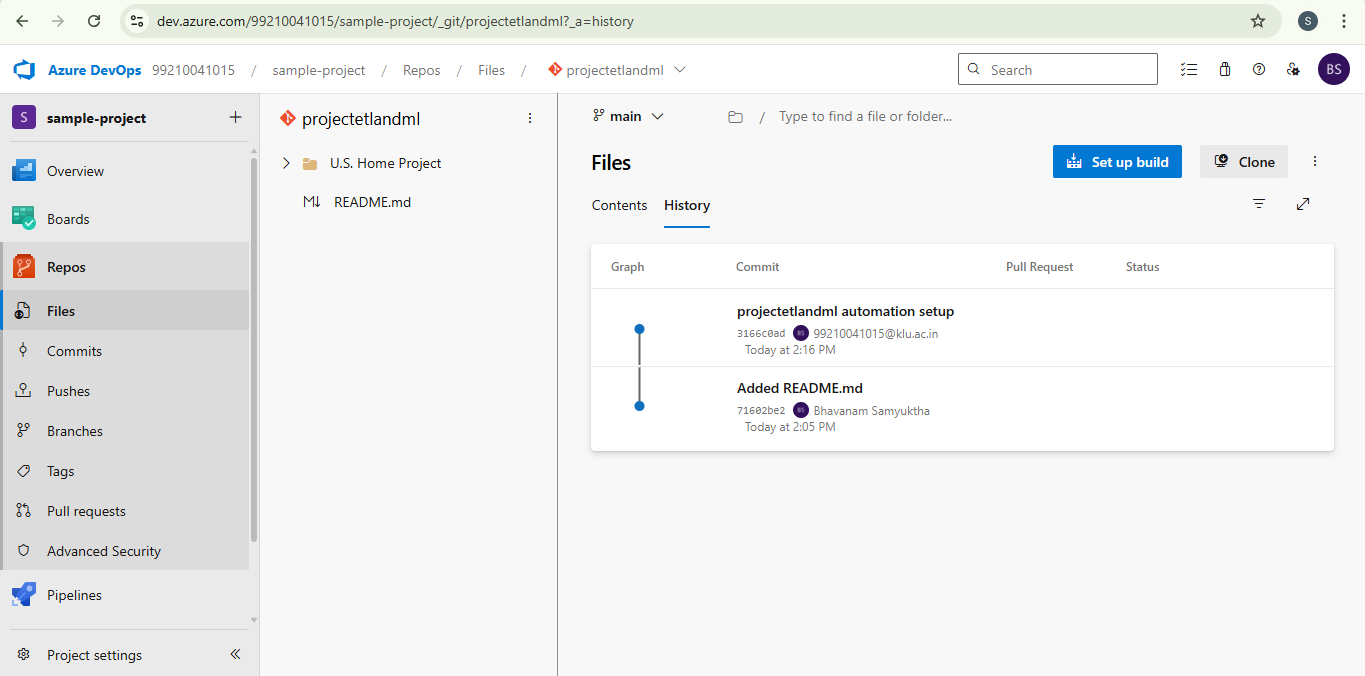 dev.azure.com/99210041015/sample-project/_git/projectetlandml?_a=history
S
Azure DevOps 99210041015 / sample-project / Repos / Files / projectetlandml
Search
BS
S sample-project +
Overview
Boards
Repos
Files
Commits
Pushes
Branches
Tags
Pull requests
Advanced Security
Pipelines
Project settings
projectetlandml
U.S. Home Project
README.md
main / Type to find a file or folder...
Files
Set up build
Clone
Contents History
Graph Commit Pull Request Status
projectetlandml automation setup
3166c0ad BS 99210041015@klu.ac.in
Today at 2:16 PM
Added README.md
71602be2 BS Bhavanam Samyuktha
Today at 2:05 PM